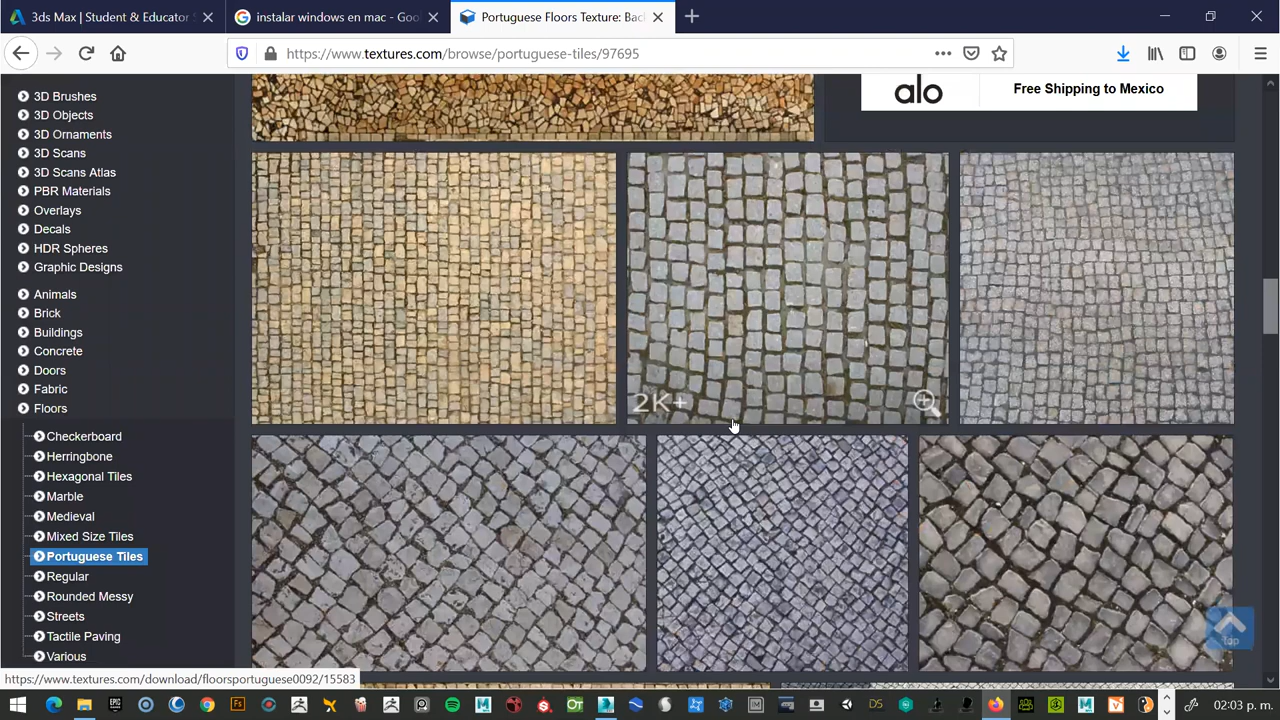 3ds Max | Student & Educator
instalar windows en mac - Goo
Portuguese Floors Texture: Bac
https://www.textures.com/browse/portuguese-tiles/97695
3D Brushes
3D Objects
3D Ornaments
3D Scans
3D Scans Atlas
PBR Materials
Overlays
Decals
HDR Spheres
Graphic Designs
Animals
Brick
Buildings
Concrete
Doors
Fabric
Floors
Checkerboard
Herringbone
Hexagonal Tiles
Marble
Medieval
Mixed Size Tiles
Portuguese Tiles
Regular
Rounded Messy
Streets
Tactile Paving
Various
alo
Free Shipping to Mexico
2K+
Top
https://www.textures.com/download/floorsportuguese0092/15583
02:03 p. m.